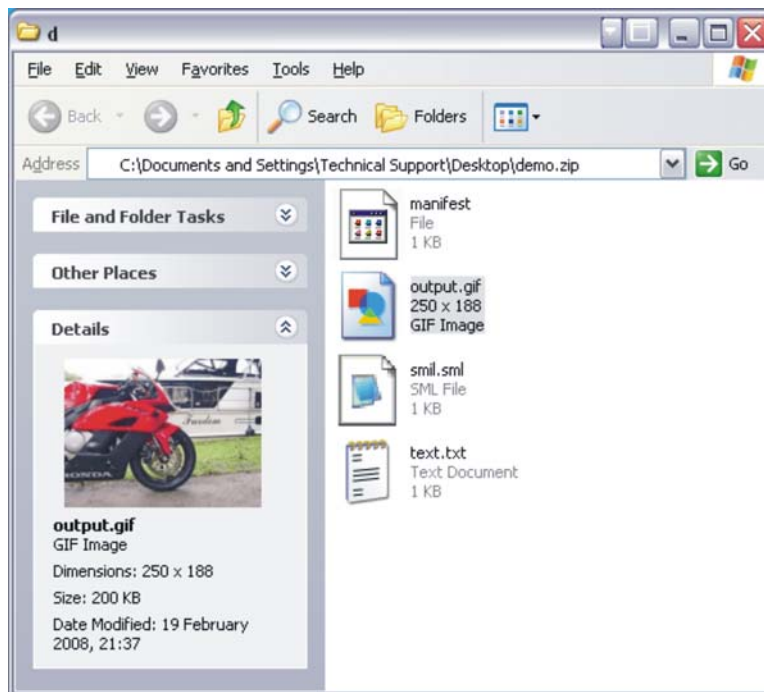 d
File Edit View Favorites Tools Help
Back Search Folders
Address C:\Documents and Settings\Technical Support\Desktop\demo.zip Go
File and Folder Tasks
Other Places
Details
output.gif
GIF Image
Dimensions: 250 x 188
Size: 200 KB
Date Modified: 19 February
2008, 21:37
manifest
File
1 KB
output.gif
250 x 188
GIF Image
smil.sml
SML File
1 KB
text.txt
Text Document
1 KB
HONDA